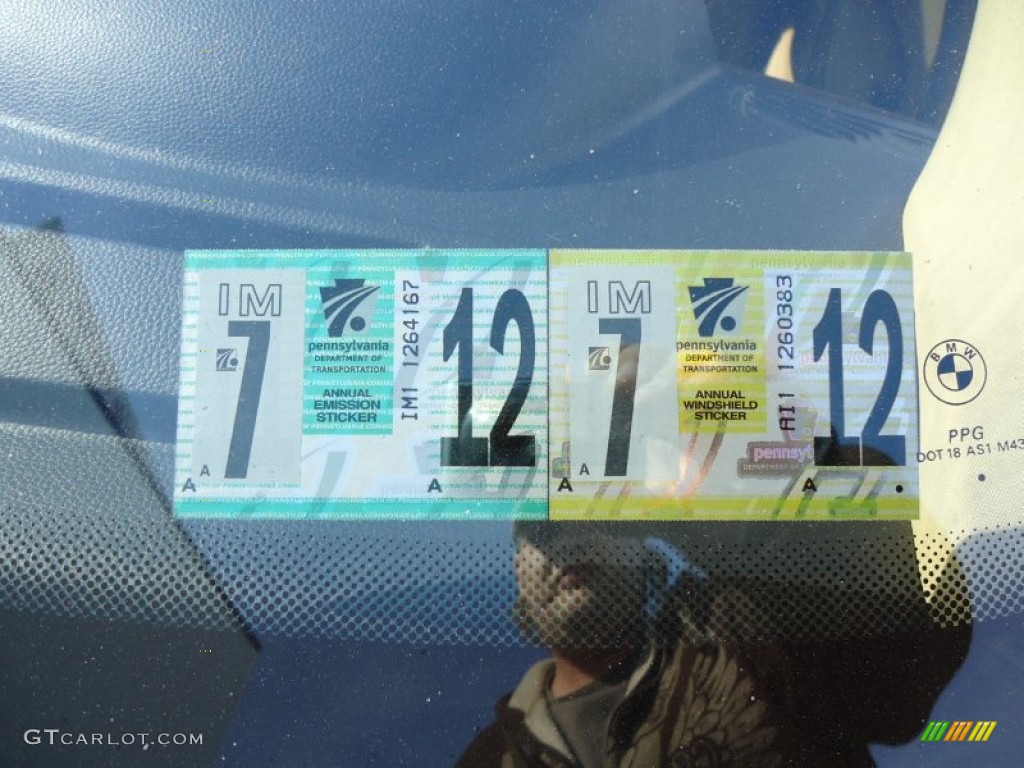 IM
7
A
A
pennsylvania
DEPARTMENT OF
TRANSPORTATION
ANNUAL
EMISSION
STICKER
IM1 1264167
12
A
IM
7
A
A
pennsylvania
DEPARTMENT OF
TRANSPORTATION
ANNUAL
WINDSHIELD
STICKER
AI1 1260383
12
A
pennsyl
BMW
PPG
DOT 18 AS1 M43
GTCARLOT.COM